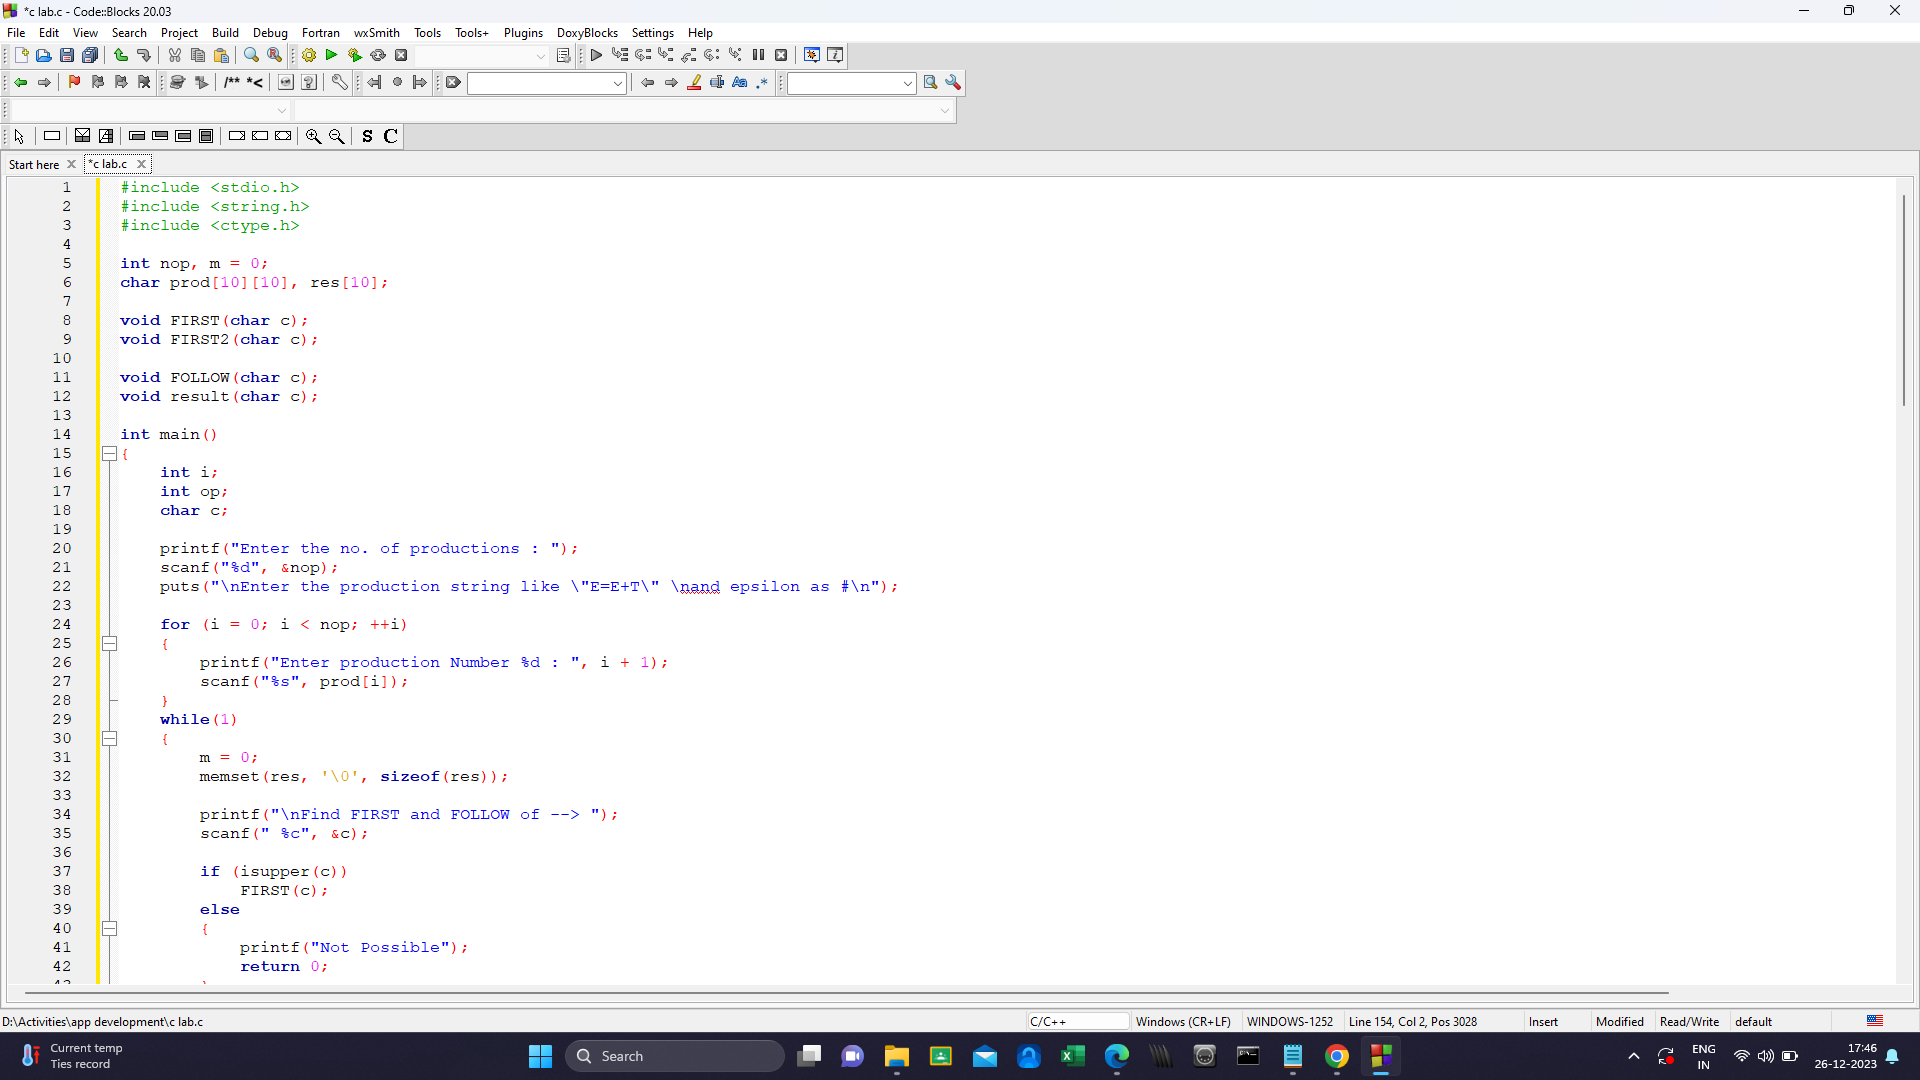 *c lab.c - Code::Blocks 20.03
File Edit View Search Project Build Debug Fortran wxSmith Tools Tools+ Plugins DoxyBlocks Settings Help
/** *<
Aa .*
S C
Start here *c lab.c
1 #include <stdio.h>
2 #include <string.h>
3 #include <ctype.h>
4
5 int nop, m = 0;
6 char prod[10][10], res[10];
7
8 void FIRST(char c);
9 void FIRST2(char c);
10
11 void FOLLOW(char c);
12 void result(char c);
13
14 int main()
15 {
16 int i;
17 int op;
18 char c;
19
20 printf("Enter the no. of productions : ");
21 scanf("%d", &nop);
22 puts("\nEnter the production string like \"E=E+T\" \nand epsilon as #\n");
23
24 for (i = 0; i < nop; ++i)
25 {
26 printf("Enter production Number %d : ", i + 1);
27 scanf("%s", prod[i]);
28 }
29 while(1)
30 {
31 m = 0;
32 memset(res, '\0', sizeof(res));
33
34 printf("\nFind FIRST and FOLLOW of --> ");
35 scanf(" %c", &c);
36
37 if (isupper(c))
38 FIRST(c);
39 else
40 {
41 printf("Not Possible");
42 return 0;
D:\Activities\app development\c lab.c C/C++ Windows (CR+LF) WINDOWS-1252 Line 154, Col 2, Pos 3028 Insert Modified Read/Write default
Current temp
Ties record
Search
ENG
IN
17:46
26-12-2023